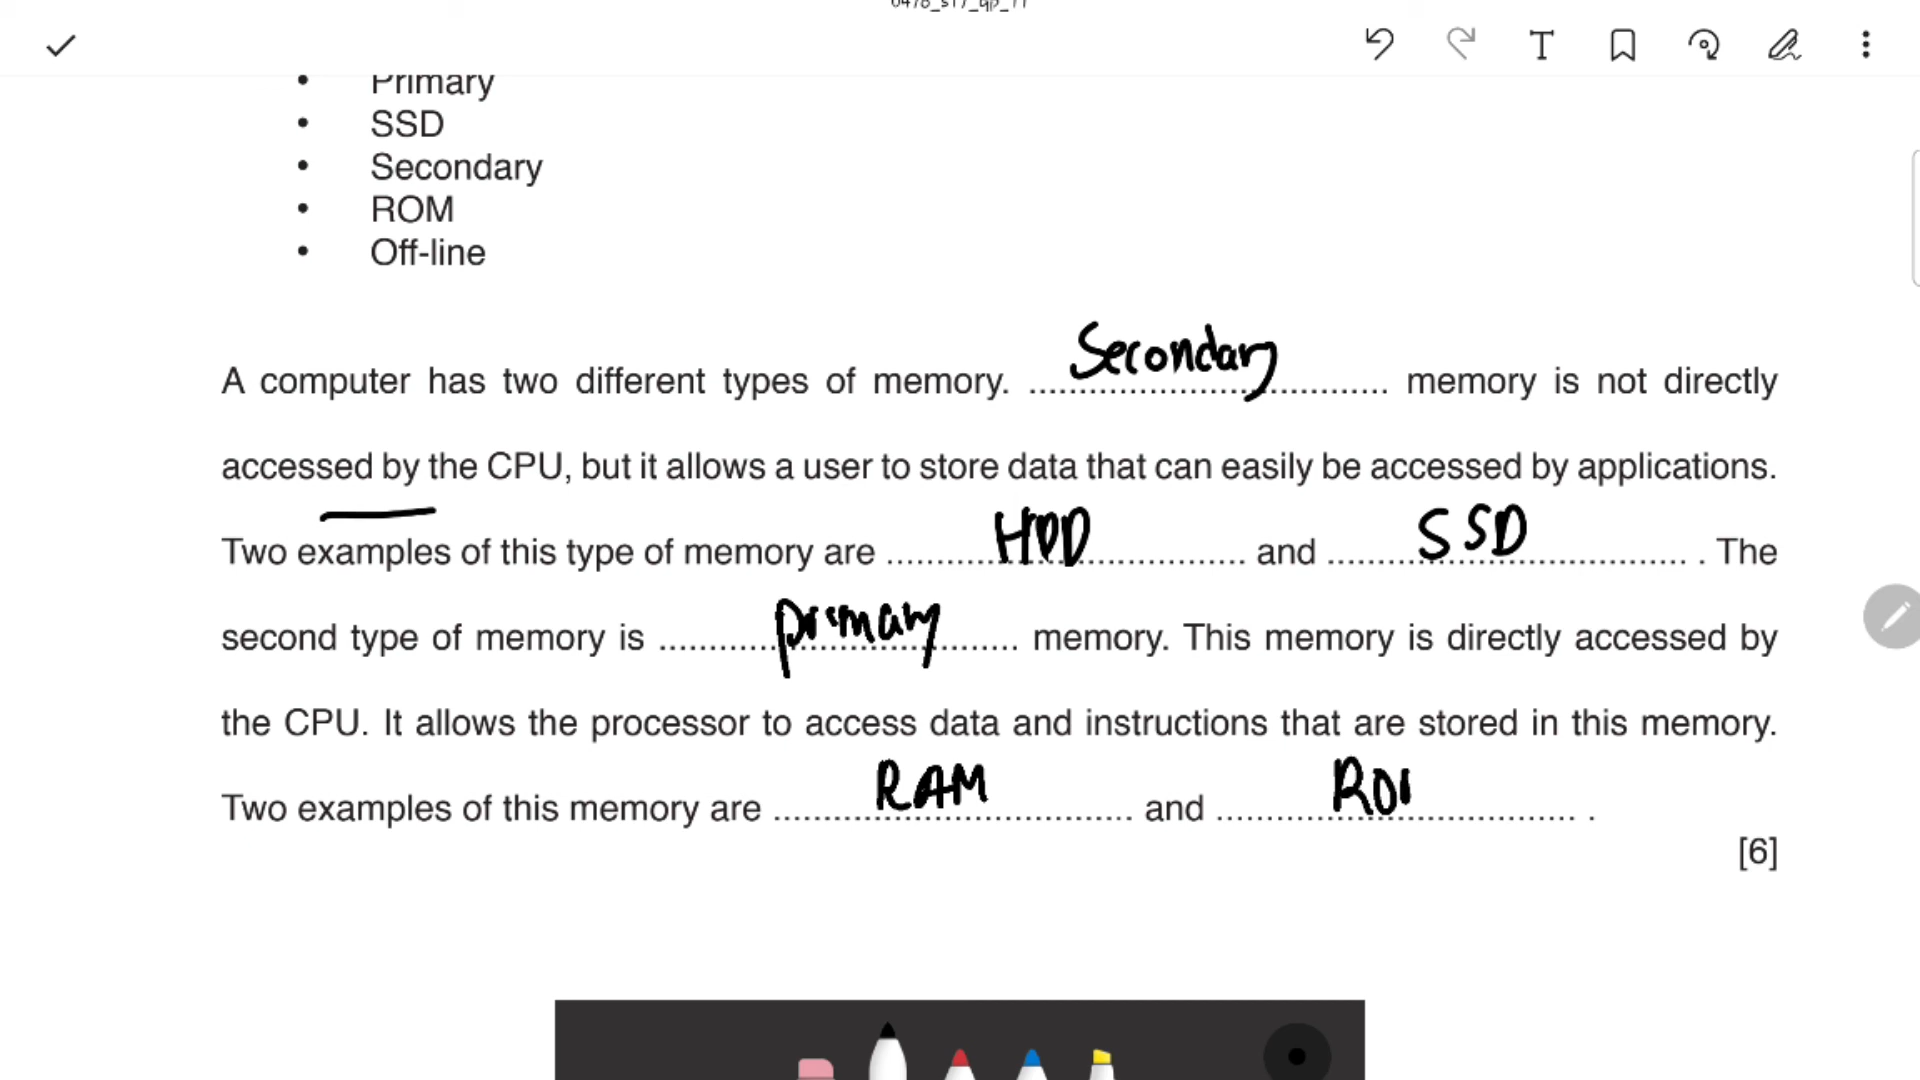 0478_s17_qp_11
• Primary
• SSD
• Secondary
• ROM
• Off-line
A computer has two different types of memory. Secondary memory is not directly
accessed by the CPU, but it allows a user to store data that can easily be accessed by applications.
Two examples of this type of memory are HDD and SSD. The
second type of memory is primary memory. This memory is directly accessed by
the CPU. It allows the processor to access data and instructions that are stored in this memory.
Two examples of this memory are RAM and RO.
[6]